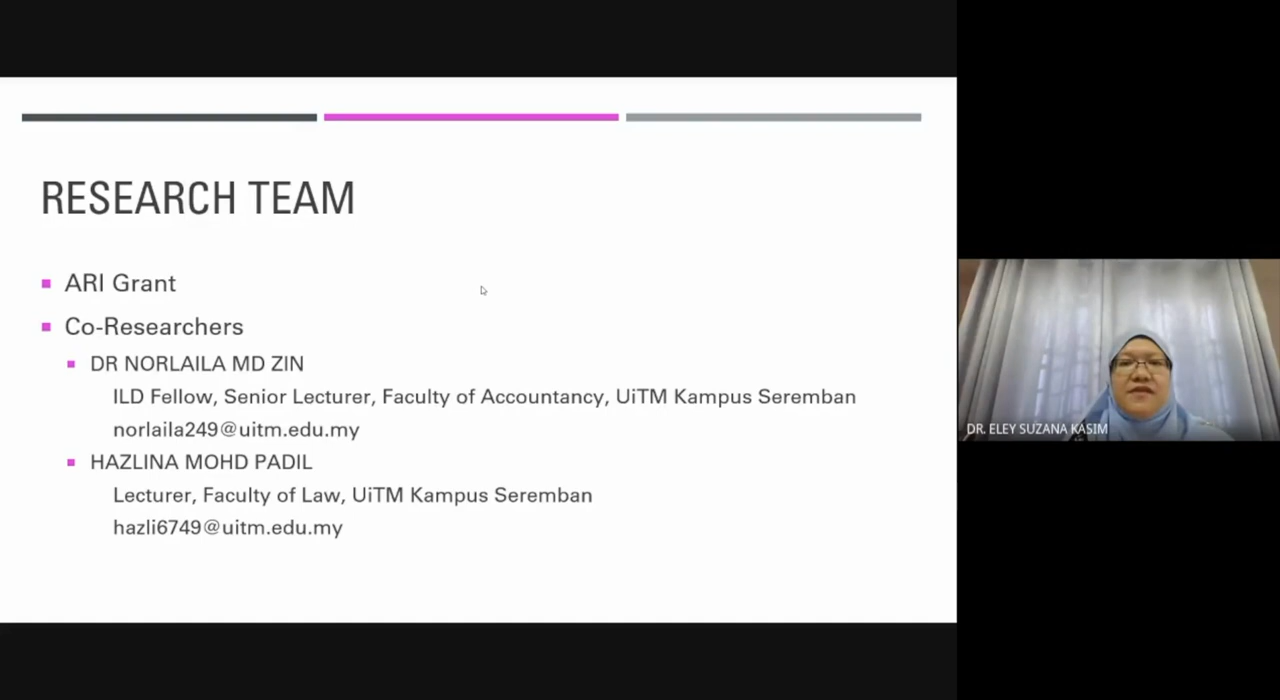 RESEARCH TEAM
ARI Grant
Co-Researchers
DR NORLAILA MD ZIN
ILD Fellow, Senior Lecturer, Faculty of Accountancy, UiTM Kampus Seremban
norlaila249@uitm.edu.my
HAZLINA MOHD PADIL
Lecturer, Faculty of Law, UiTM Kampus Seremban
hazli6749@uitm.edu.my
DR. ELEY SUZANA KASIM